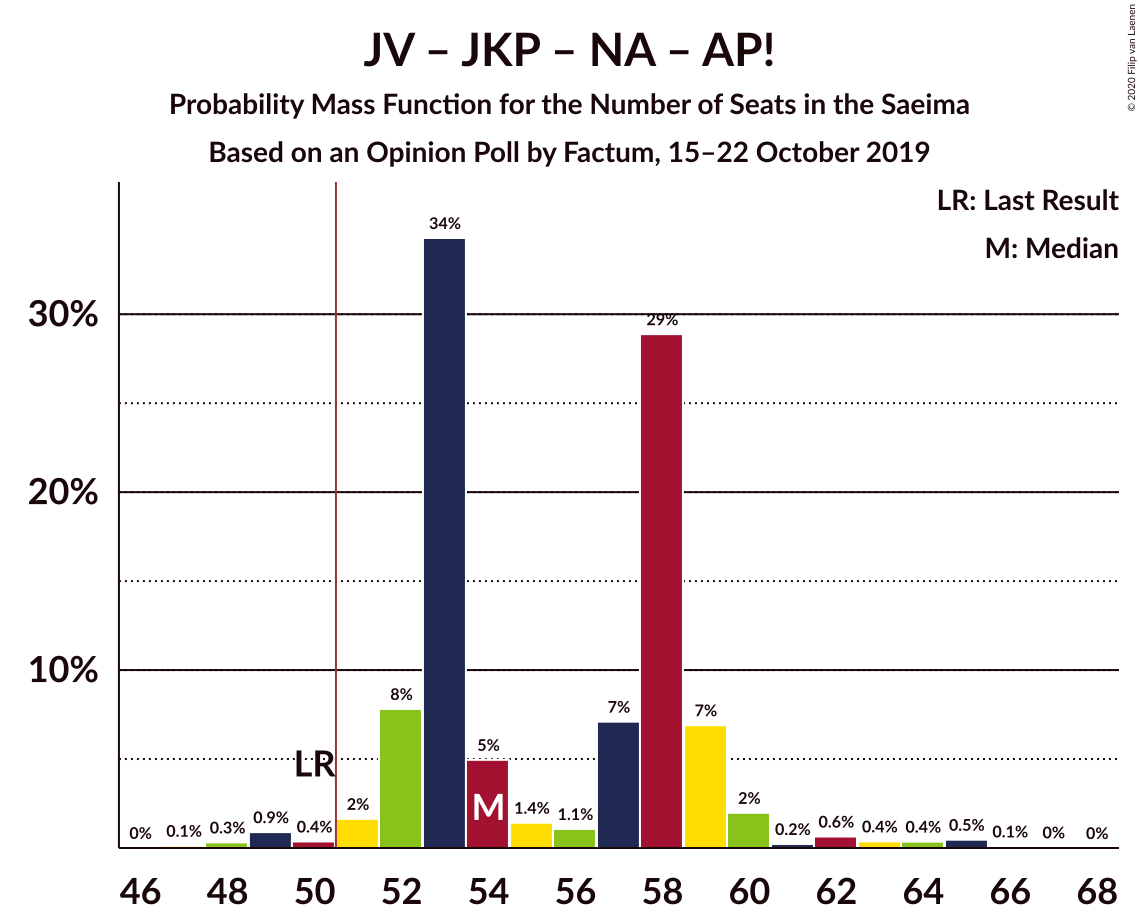 JV – JKP – NA – AP!
Probability Mass Function for the Number of Seats in the Saeima
Based on an Opinion Poll by Factum, 15–22 October 2019
© 2020 Filip van Laenen
LR: Last Result
M: Median
30%
20%
10%
LR
M
0%
0.1%
0.3%
0.9%
0.4%
2%
8%
34%
5%
1.4%
1.1%
7%
29%
7%
2%
0.2%
0.6%
0.4%
0.4%
0.5%
0.1%
0%
0%
46 48 50 52 54 56 58 60 62 64 66 68